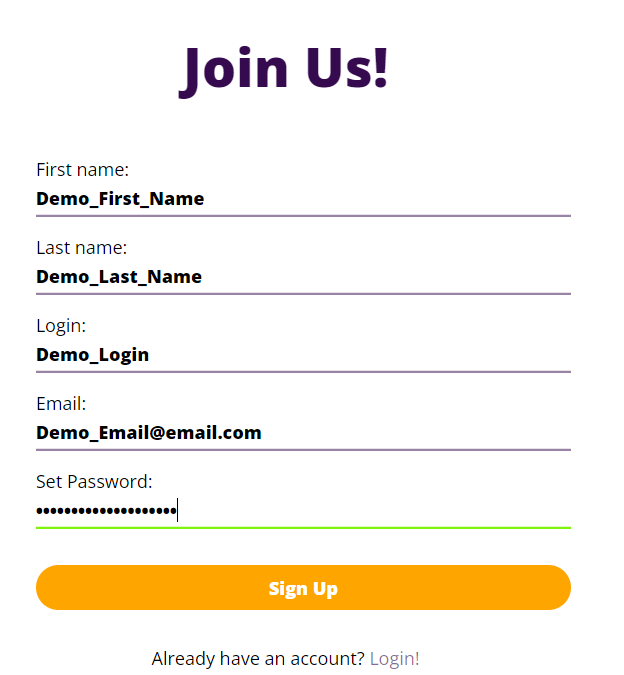 Join Us!
First name:
Demo_First_Name
Last name:
Demo_Last_Name
Login:
Demo_Login
Email:
Demo_Email@email.com
Set Password:
••••••••••••••••••••
Sign Up
Already have an account? Login!